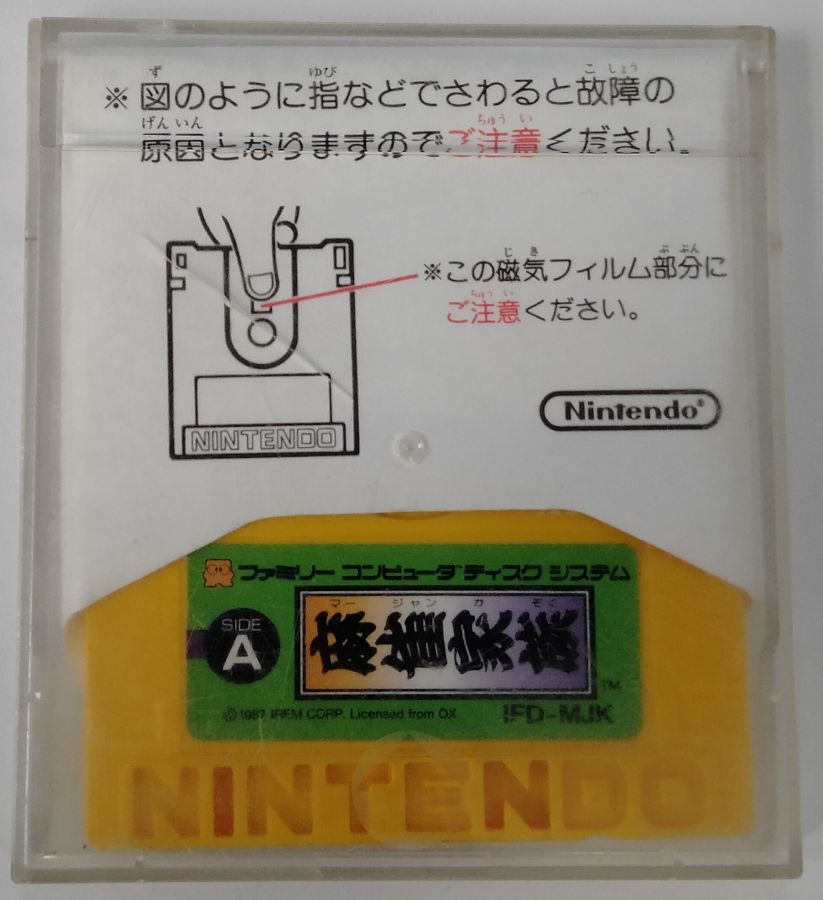 ※図のように指などでさわると故障の
原因となりますのでご注意ください。
※この磁気フィルム部分に
ご注意ください。
NINTENDO
Nintendo®
ファミリーコンピュータ ディスクシステム
SIDE A
マージャンかぞく
麻雀家族
TM
©1987 IREM CORP. Licensed from OX
IFD-MJK
NINTENDO